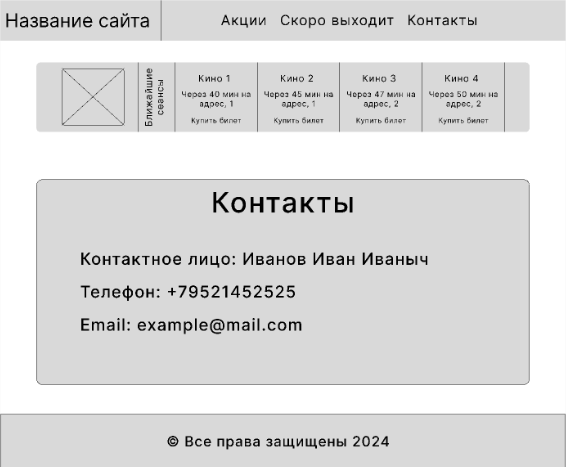 Название сайта
Акции Скоро выходит Контакты
Ближайшие
сеансы
Кино 1
Через 40 мин на
адрес, 1
Купить билет
Кино 2
Через 45 мин на
адрес, 1
Купить билет
Кино 3
Через 47 мин на
адрес, 2
Купить билет
Кино 4
Через 50 мин на
адрес, 2
Купить билет
Контакты
Контактное лицо: Иванов Иван Иваныч
Телефон: +79521452525
Email: example@mail.com
© Все права защищены 2024